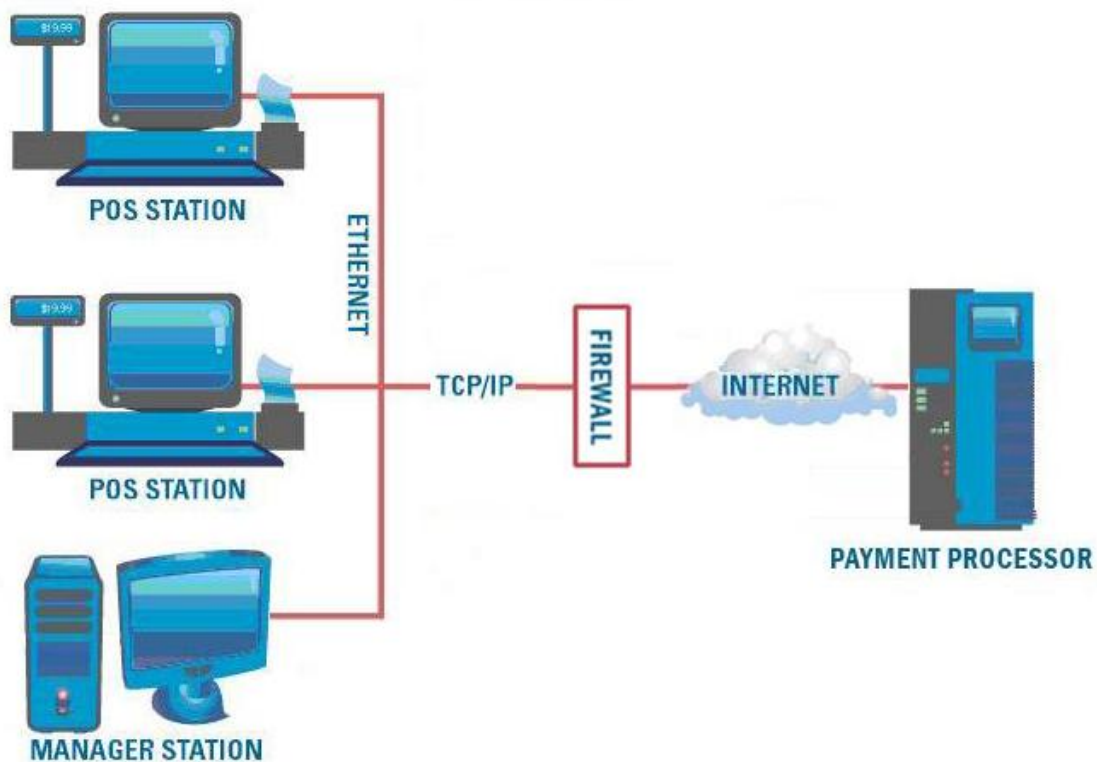 $19.99
POS STATION
ETHERNET
$19.99
POS STATION
TCP/IP
FIREWALL
INTERNET
PAYMENT PROCESSOR
MANAGER STATION